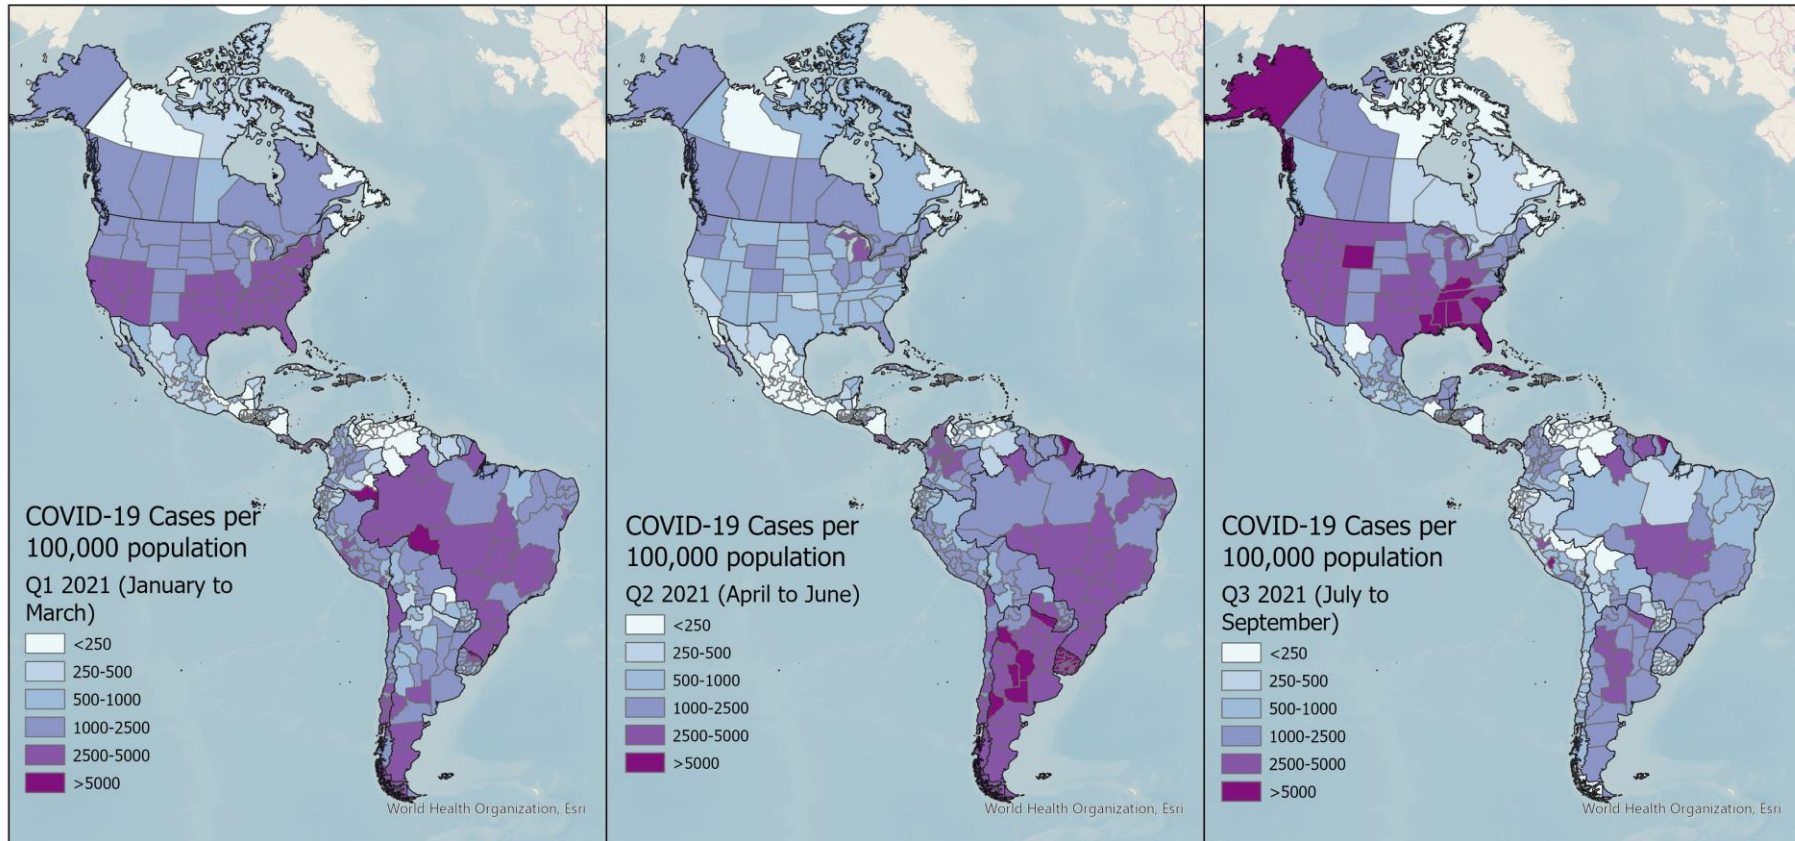 COVID-19 Cases per
100,000 population
Q1 2021 (January to
March)
<250
250-500
500-1000
1000-2500
2500-5000
>5000
World Health Organization, Esri
COVID-19 Cases per
100,000 population
Q2 2021 (April to June)
<250
250-500
500-1000
1000-2500
2500-5000
>5000
World Health Organization, Esri
COVID-19 Cases per
100,000 population
Q3 2021 (July to
September)
<250
250-500
500-1000
1000-2500
2500-5000
>5000
World Health Organization, Esri